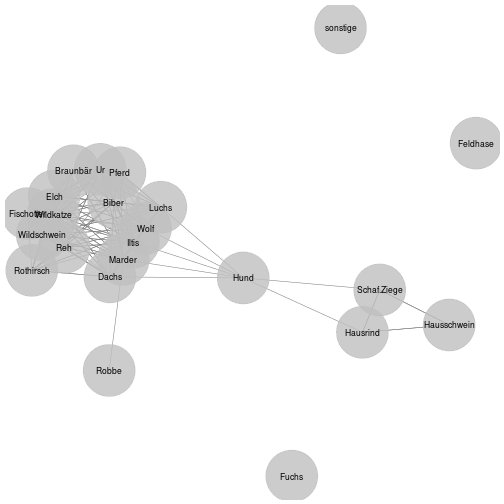 sonstige
Feldhase
Braunbär
Ur
Pferd
Elch
Biber
Luchs
Fischotter
Wildkatze
Wolf
Wildschwein
Iltis
Reh
Marder
Rothirsch
Dachs
Hund
Schaf.Ziege
Hausrind
Hausschwein
Robbe
Fuchs